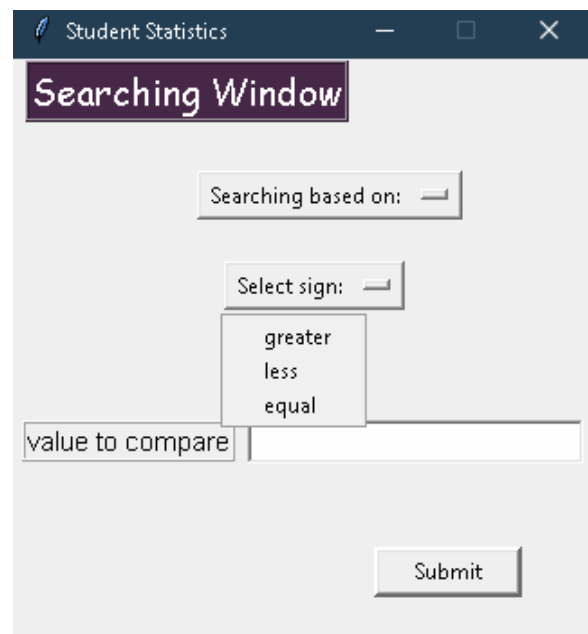 Student Statistics
Searching Window
Searching based on:
Select sign:
greater
less
equal
value to compare
Submit